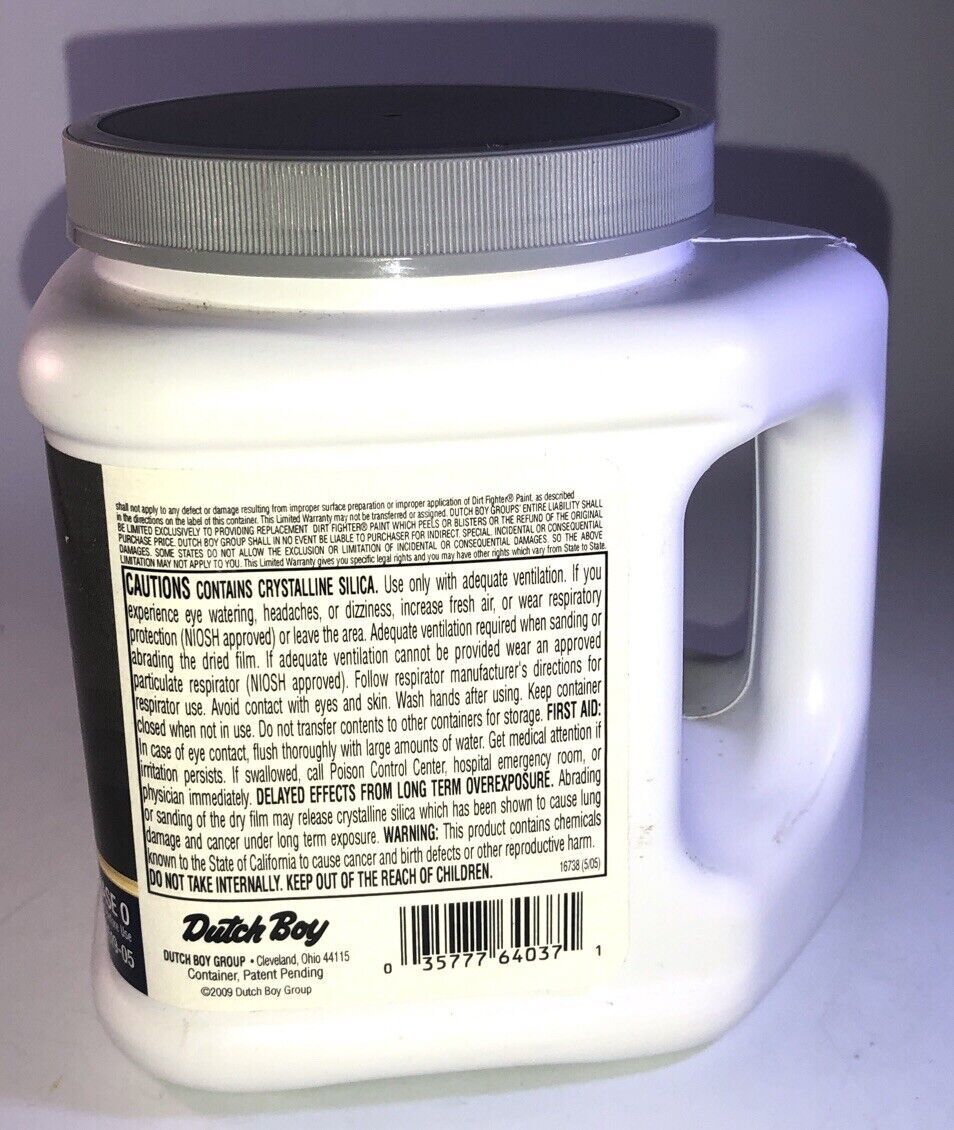 shall not apply to any defect or damage resulting from improper surface preparation or improper application of Dirt Fighter® Paint, as described
in the directions on the label of this container. This Limited Warranty may not be transferred or assigned. DUTCH BOY GROUPS' ENTIRE LIABILITY SHALL
BE LIMITED EXCLUSIVELY TO PROVIDING REPLACEMENT DIRT FIGHTER® PAINT WHICH PEELS OR BLISTERS OR THE REFUND OF THE ORIGINAL
PURCHASE PRICE. DUTCH BOY GROUP SHALL IN NO EVENT BE LIABLE TO PURCHASER FOR INDIRECT, SPECIAL, INCIDENTAL OR CONSEQUENTIAL
DAMAGES. SOME STATES DO NOT ALLOW THE EXCLUSION OR LIMITATION OF INCIDENTAL OR CONSEQUENTIAL DAMAGES, SO THE ABOVE
LIMITATION MAY NOT APPLY TO YOU. This Limited Warranty gives you specific legal rights and you may have other rights which vary from State to State.
CAUTIONS CONTAINS CRYSTALLINE SILICA. Use only with adequate ventilation. If you
experience eye watering, headaches, or dizziness, increase fresh air, or wear respiratory
protection (NIOSH approved) or leave the area. Adequate ventilation required when sanding or
abrading the dried film. If adequate ventilation cannot be provided wear an approved
particulate respirator (NIOSH approved). Follow respirator manufacturer's directions for
respirator use. Avoid contact with eyes and skin. Wash hands after using. Keep container
closed when not in use. Do not transfer contents to other containers for storage. FIRST AID:
In case of eye contact, flush thoroughly with large amounts of water. Get medical attention if
irritation persists. If swallowed, call Poison Control Center, hospital emergency room, or
physician immediately. DELAYED EFFECTS FROM LONG TERM OVEREXPOSURE. Abrading
or sanding of the dry film may release crystalline silica which has been shown to cause lung
damage and cancer under long term exposure. WARNING: This product contains chemicals
known to the State of California to cause cancer and birth defects or other reproductive harm.
DO NOT TAKE INTERNALLY. KEEP OUT OF THE REACH OF CHILDREN. 16738 (5/05)
Dutch Boy
DUTCH BOY GROUP • Cleveland, Ohio 44115
Container, Patent Pending
©2009 Dutch Boy Group
0 35777 64037 1
SE 0
Use
-05